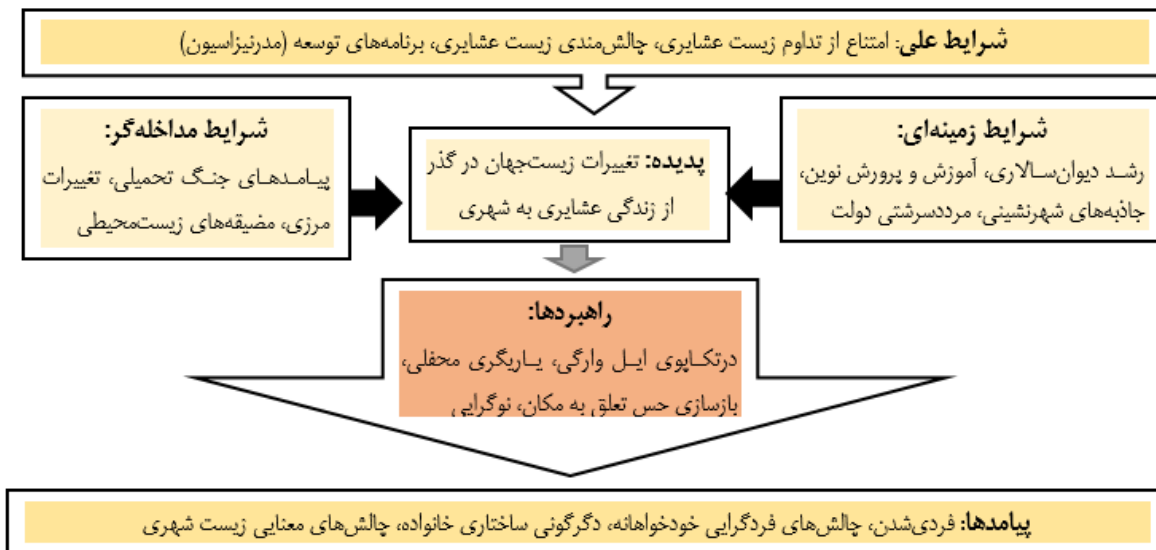 شرایط علی: امتناع از تداوم زیست عشایری، چالش‌مندی زیست عشایری، برنامه‌های توسعه (مدرنیزاسیون)
شرایط زمینه‌ای:
رشد دیوان‌سالاری، آموزش و پرورش نوین،
جاذبه‌های شهرنشینی، مرددسرشتی دولت
پدیده: تغییرات زیست‌جهان در گذر
از زندگی عشایری به شهری
شرایط مداخله‌گر:
پیامدهای جنگ تحمیلی، تغییرات
مرزی، مضیقه‌های زیست‌محیطی
راهبردها:
درتکاپوی ایل وارگی، یاریگری محفلی،
بازسازی حس تعلق به مکان، نوگرایی
پیامدها: فردی‌شدن، چالش‌های فردگرایی خودخواهانه، دگرگونی ساختاری خانواده، چالش‌های معنایی زیست شهری